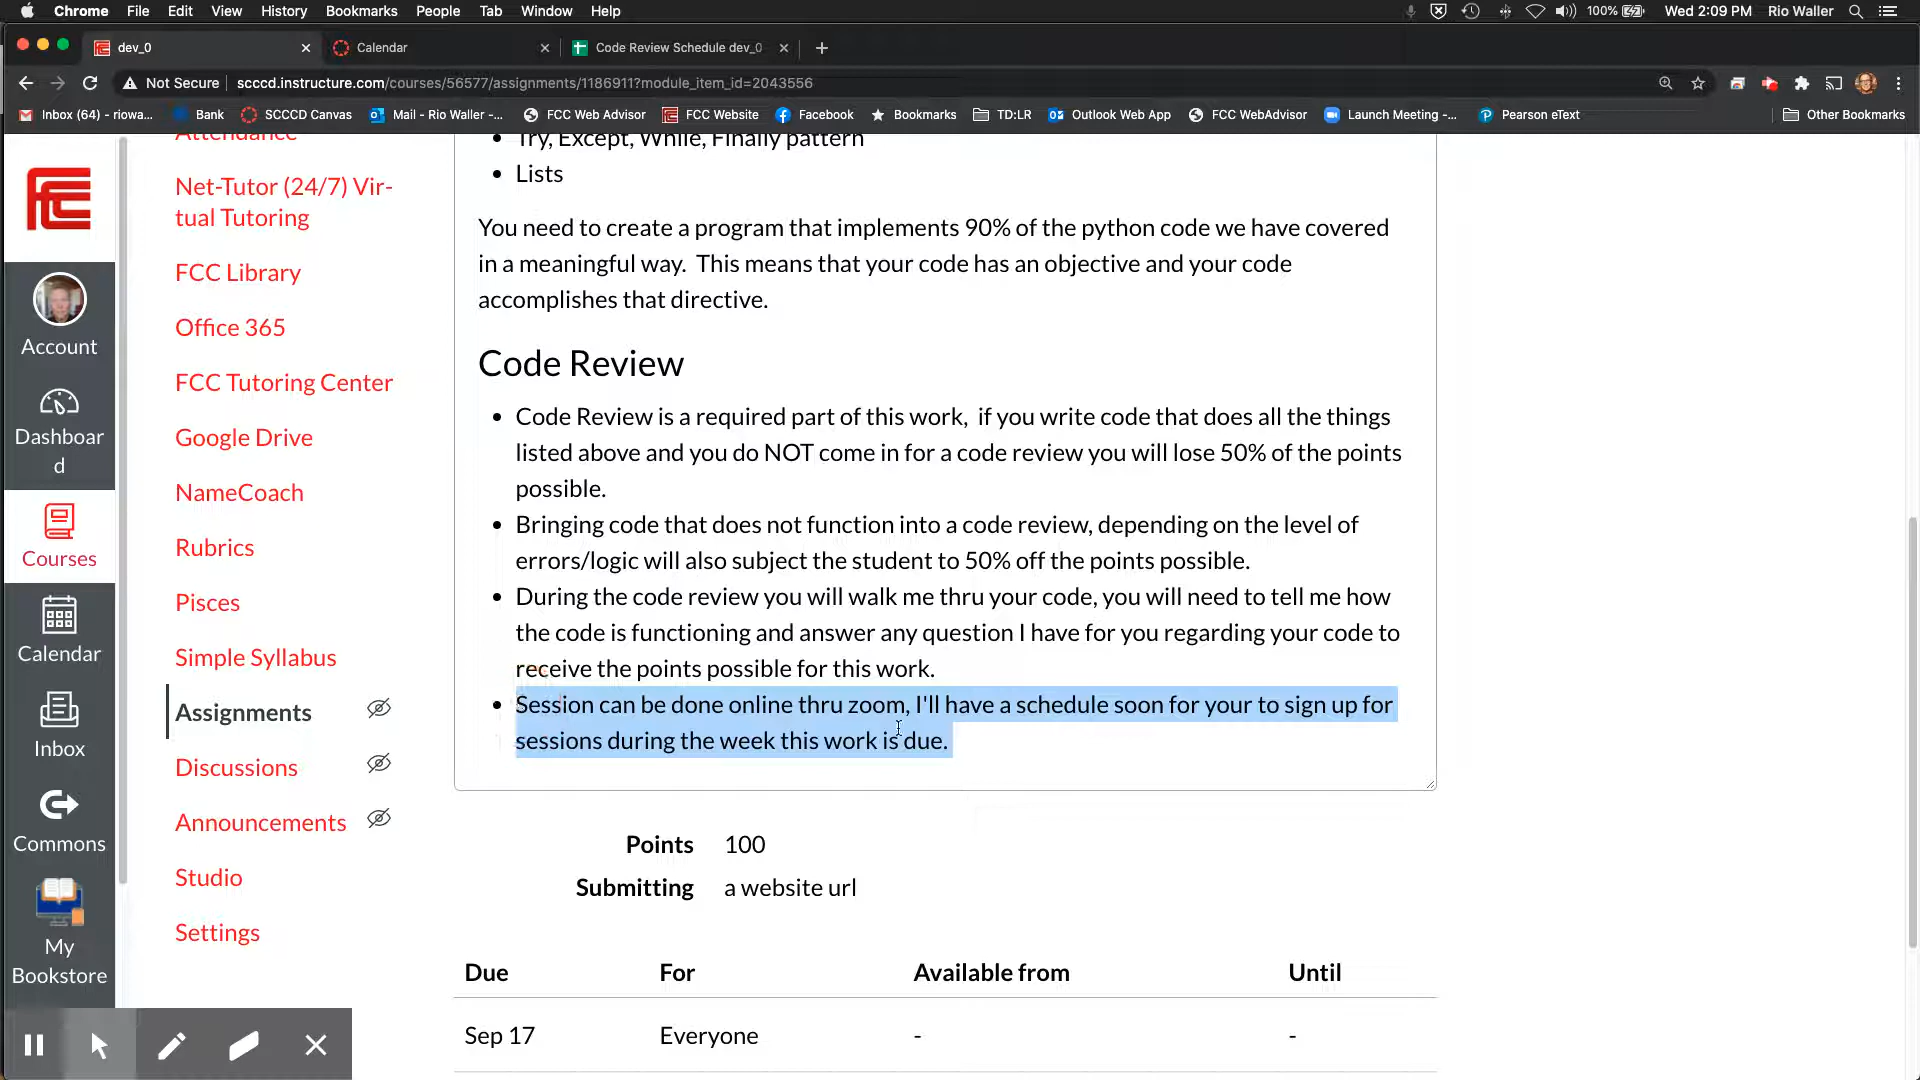 Chrome File Edit View History Bookmarks People Tab Window Help 100% Wed 2:09 PM Rio Waller
dev_0 Calendar Code Review Schedule dev_0
Not Secure scccd.instructure.com/courses/56577/assignments/1186911?module_item_id=2043556
Inbox (64) - riowa... Bank SCCCD Canvas Mail - Rio Waller -... FCC Web Advisor FCC Website Facebook Bookmarks TD:LR Outlook Web App FCC WebAdvisor Launch Meeting -... Pearson eText Other Bookmarks
FCC
Account
Dashboar
d
Courses
Calendar
Inbox
Commons
My
Bookstore
Attendance
Net-Tutor (24/7) Vir-
tual Tutoring
FCC Library
Office 365
FCC Tutoring Center
Google Drive
NameCoach
Rubrics
Pisces
Simple Syllabus
Assignments
Discussions
Announcements
Studio
Settings
Try, Except, While, Finally pattern
Lists
You need to create a program that implements 90% of the python code we have covered
in a meaningful way. This means that your code has an objective and your code
accomplishes that directive.
Code Review
Code Review is a required part of this work, if you write code that does all the things
listed above and you do NOT come in for a code review you will lose 50% of the points
possible.
Bringing code that does not function into a code review, depending on the level of
errors/logic will also subject the student to 50% off the points possible.
During the code review you will walk me thru your code, you will need to tell me how
the code is functioning and answer any question I have for you regarding your code to
receive the points possible for this work.
Session can be done online thru zoom, I'll have a schedule soon for your to sign up for
sessions during the week this work is due.
Points 100
Submitting a website url
Due For Available from Until
Sep 17 Everyone - -